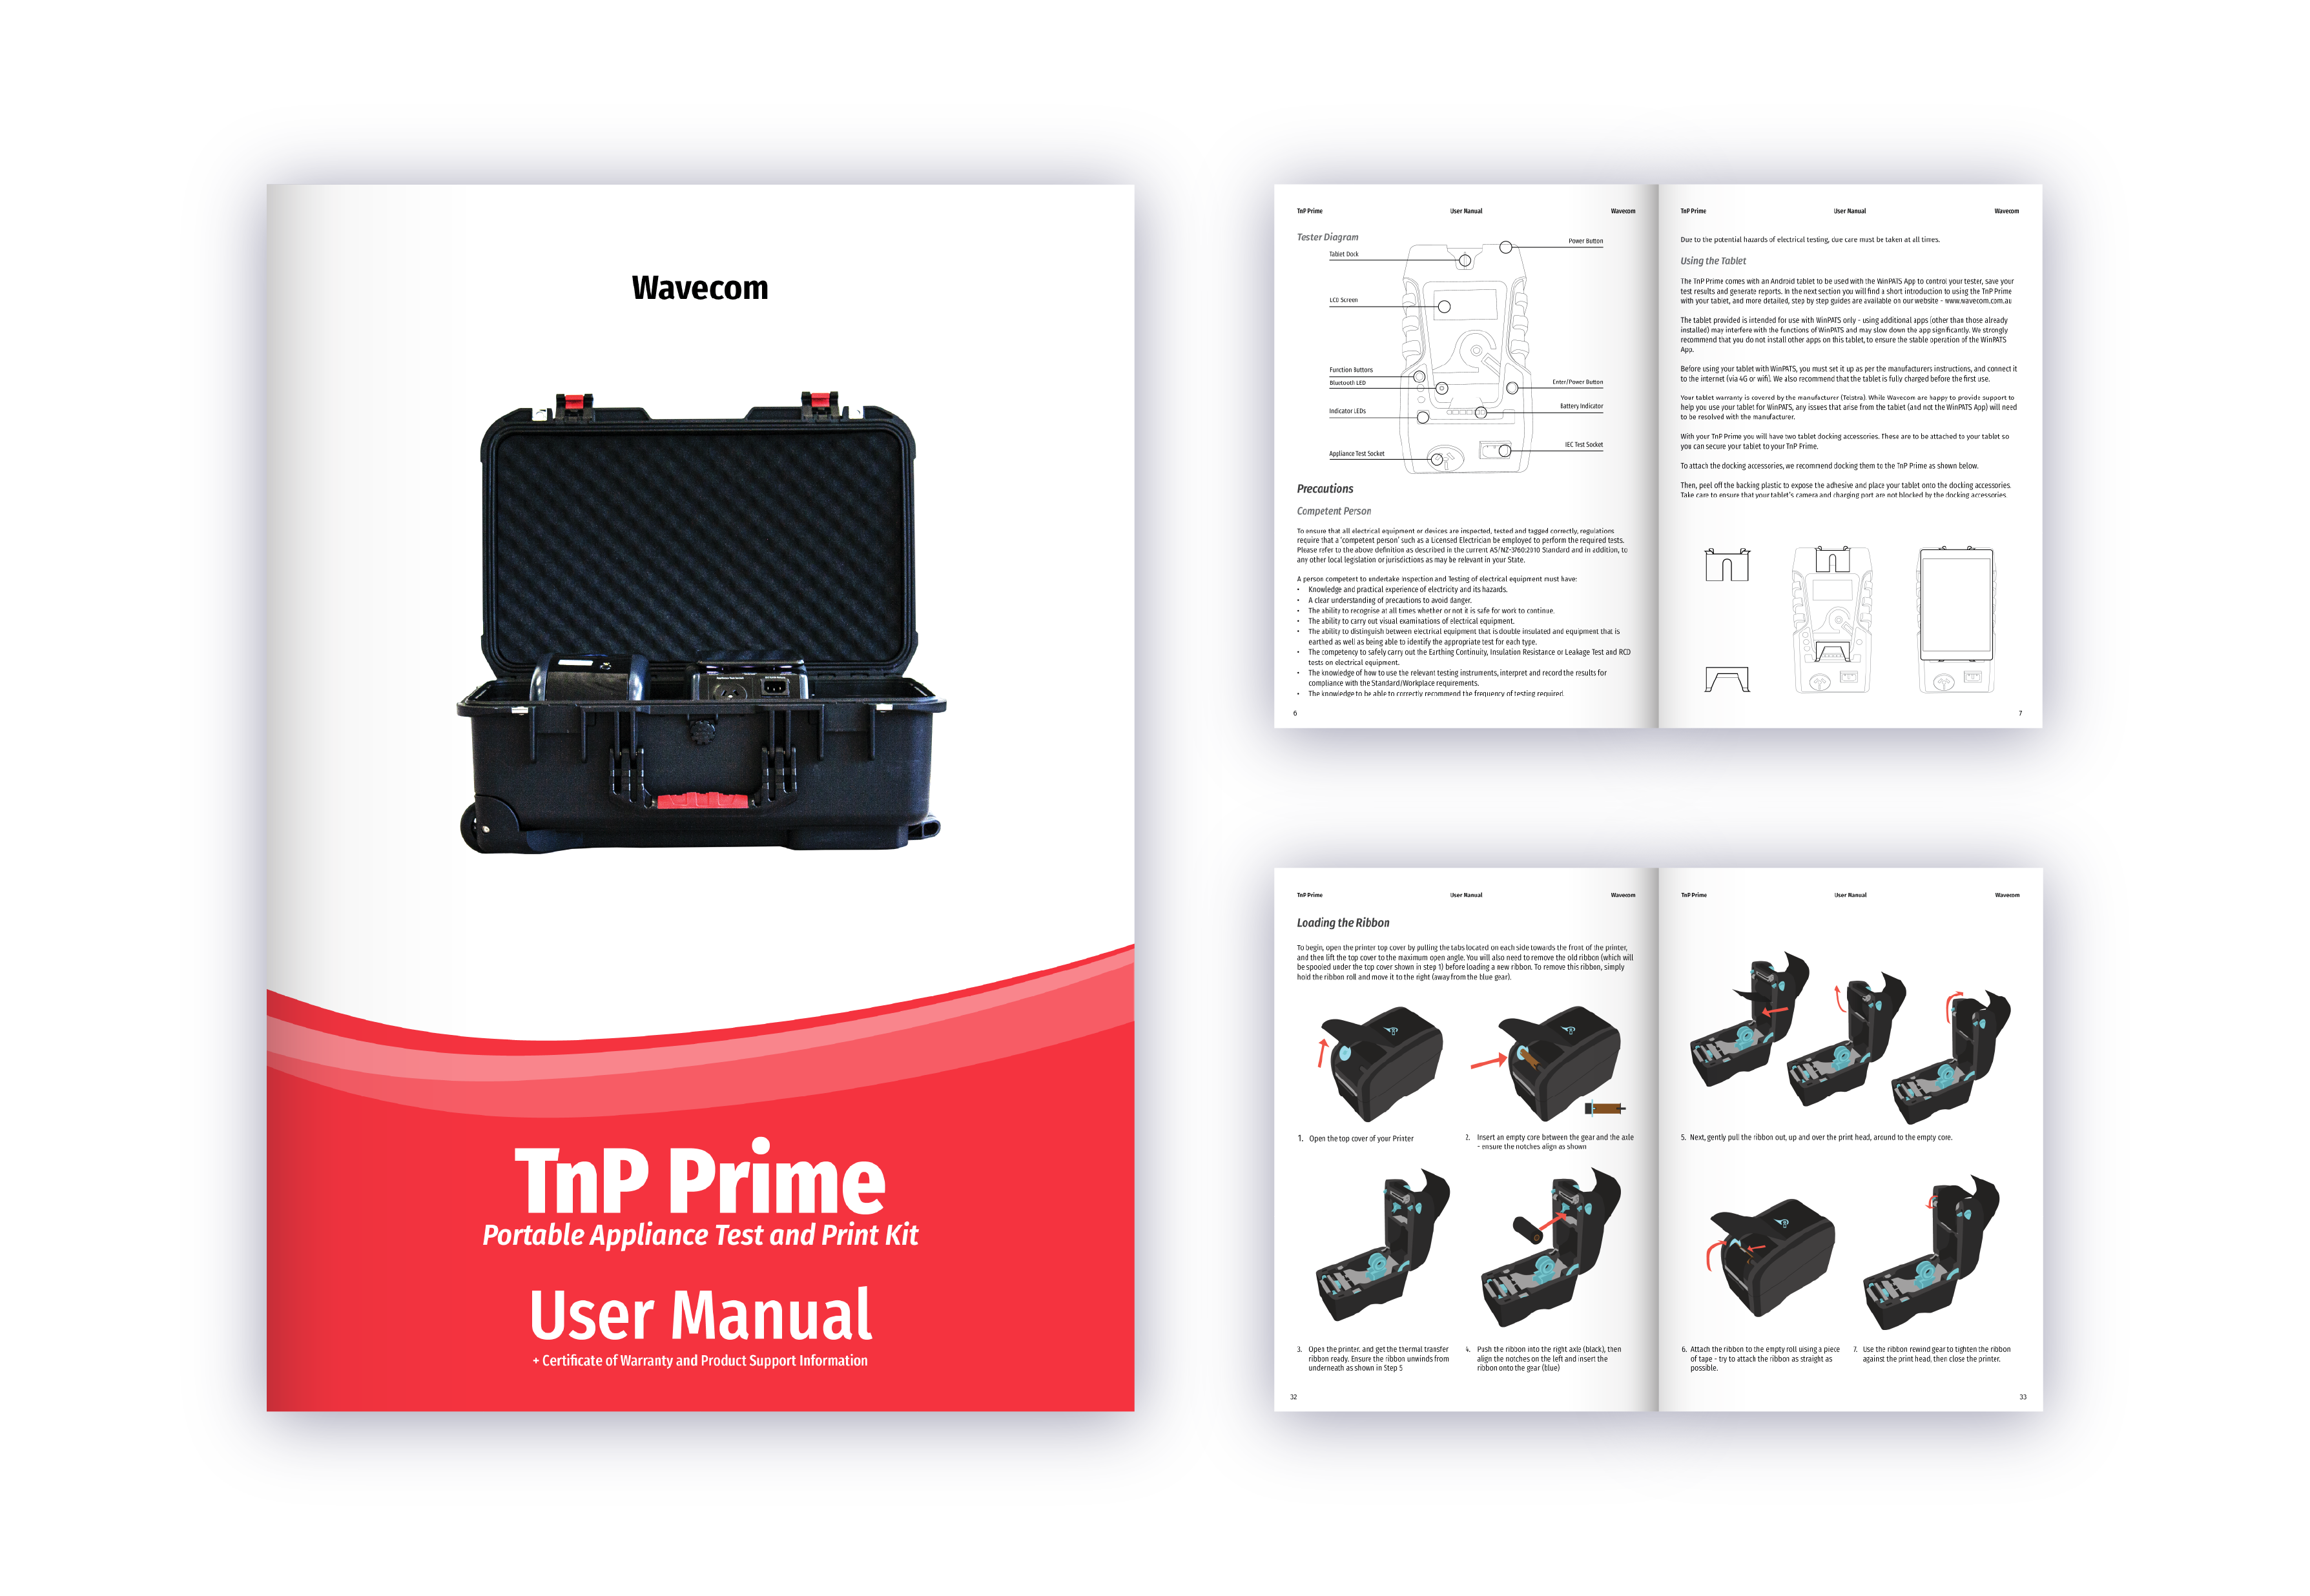 Wavecom
TnP Prime
Portable Appliance Test and Print Kit
User Manual
+ Certificate of Warranty and Product Support Information
TnP Prime User Manual Wavecom
Tester Diagram
Power Button
Tablet Dock
LCD Screen
Function Buttons
Bluetooth LED
Enter/Power Button
Battery Indicator
Indicator LEDs
IEC Test Socket
Appliance Test Socket
Precautions
Competent Person
To ensure that all electrical equipment or devices are inspected, tested and tagged correctly, regulations
require that a 'competent person' such as a Licensed Electrician be employed to perform the required tests.
Please refer to the above definition as described in the current AS/NZ-3760:2010 Standard and in addition, to
any other local legislation or jurisdictions as may be relevant in your State.
A person competent to undertake Inspection and Testing of electrical equipment must have:
• Knowledge and practical experience of electricity and its hazards.
• A clear understanding of precautions to avoid danger.
• The ability to recognise at all times whether or not it is safe for work to continue.
• The ability to carry out visual examinations of electrical equipment.
• The ability to distinguish between electrical equipment that is double insulated and equipment that is
earthed as well as being able to identify the appropriate test for each type.
• The competency to safely carry out the Earthing Continuity, Insulation Resistance or Leakage Test and RCD
tests on electrical equipment.
• The knowledge of how to use the relevant testing instruments, interpret and record the results for
compliance with the Standard/Workplace requirements.
• The knowledge to be able to correctly recommend the frequency of testing required.
6
TnP Prime User Manual Wavecom
Due to the potential hazards of electrical testing, due care must be taken at all times.
Using the Tablet
The TnP Prime comes with an Android tablet to be used with the WinPATS App to control your tester, save your
test results and generate reports. In the next section you will find a short introduction to using the TnP Prime
with your tablet, and more detailed, step by step guides are available on our website - www.wavecom.com.au
The tablet provided is intended for use with WinPATS only - using additional apps (other than those already
installed) may interfere with the functions of WinPATS and may slow down the app significantly. We strongly
recommend that you do not install other apps on this tablet, to ensure the stable operation of the WinPATS
App.
Before using your tablet with WinPATS, you must set it up as per the manufacturers instructions, and connect it
to the internet (via 4G or wifi). We also recommend that the tablet is fully charged before the first use.
Your tablet warranty is covered by the manufacturer (Telstra). While Wavecom are happy to provide support to
help you use your tablet for WinPATS, any issues that arise from the tablet (and not the WinPATS App) will need
to be resolved with the manufacturer.
With your TnP Prime you will have two tablet docking accessories. These are to be attached to your tablet so
you can secure your tablet to your TnP Prime.
To attach the docking accessories, we recommend docking them to the TnP Prime as shown below.
Then, peel off the backing plastic to expose the adhesive and place your tablet onto the docking accessories.
Take care to ensure that your tablet's camera and charging port are not blocked by the docking accessories
7
TnP Prime User Manual Wavecom
Loading the Ribbon
To begin, open the printer top cover by pulling the tabs located on each side towards the front of the printer,
and then lift the top cover to the maximum open angle. You will also need to remove the old ribbon (which will
be spooled under the top cover shown in step 1) before loading a new ribbon. To remove this ribbon, simply
hold the ribbon roll and move it to the right (away from the blue gear).
1. Open the top cover of your Printer
2. Insert an empty core between the gear and the axle
- ensure the notches align as shown
3. Open the printer, and get the thermal transfer
ribbon ready. Ensure the ribbon unwinds from
underneath as shown in Step 5
4. Push the ribbon into the right axle (black), then
align the notches on the left and insert the
ribbon onto the gear (blue)
32
TnP Prime User Manual Wavecom
5. Next, gently pull the ribbon out, up and over the print head, around to the empty core.
6. Attach the ribbon to the empty roll using a piece
of tape - try to attach the ribbon as straight as
possible.
7. Use the ribbon rewind gear to tighten the ribbon
against the print head, then close the printer.
33